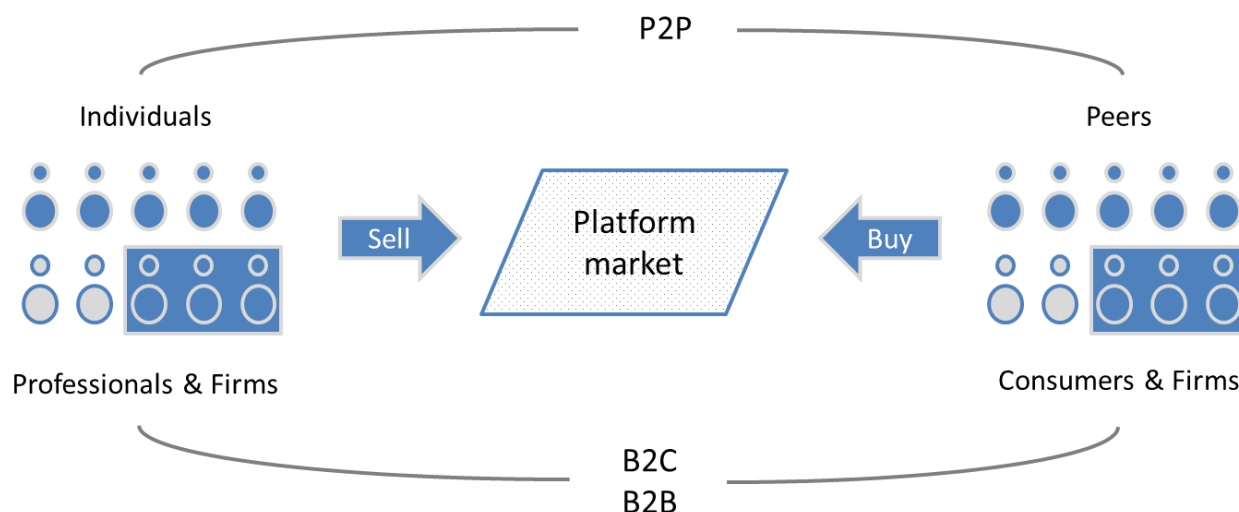 P2P
Individuals
Peers
Sell
Platform
market
Buy
Professionals & Firms
Consumers & Firms
B2C
B2B